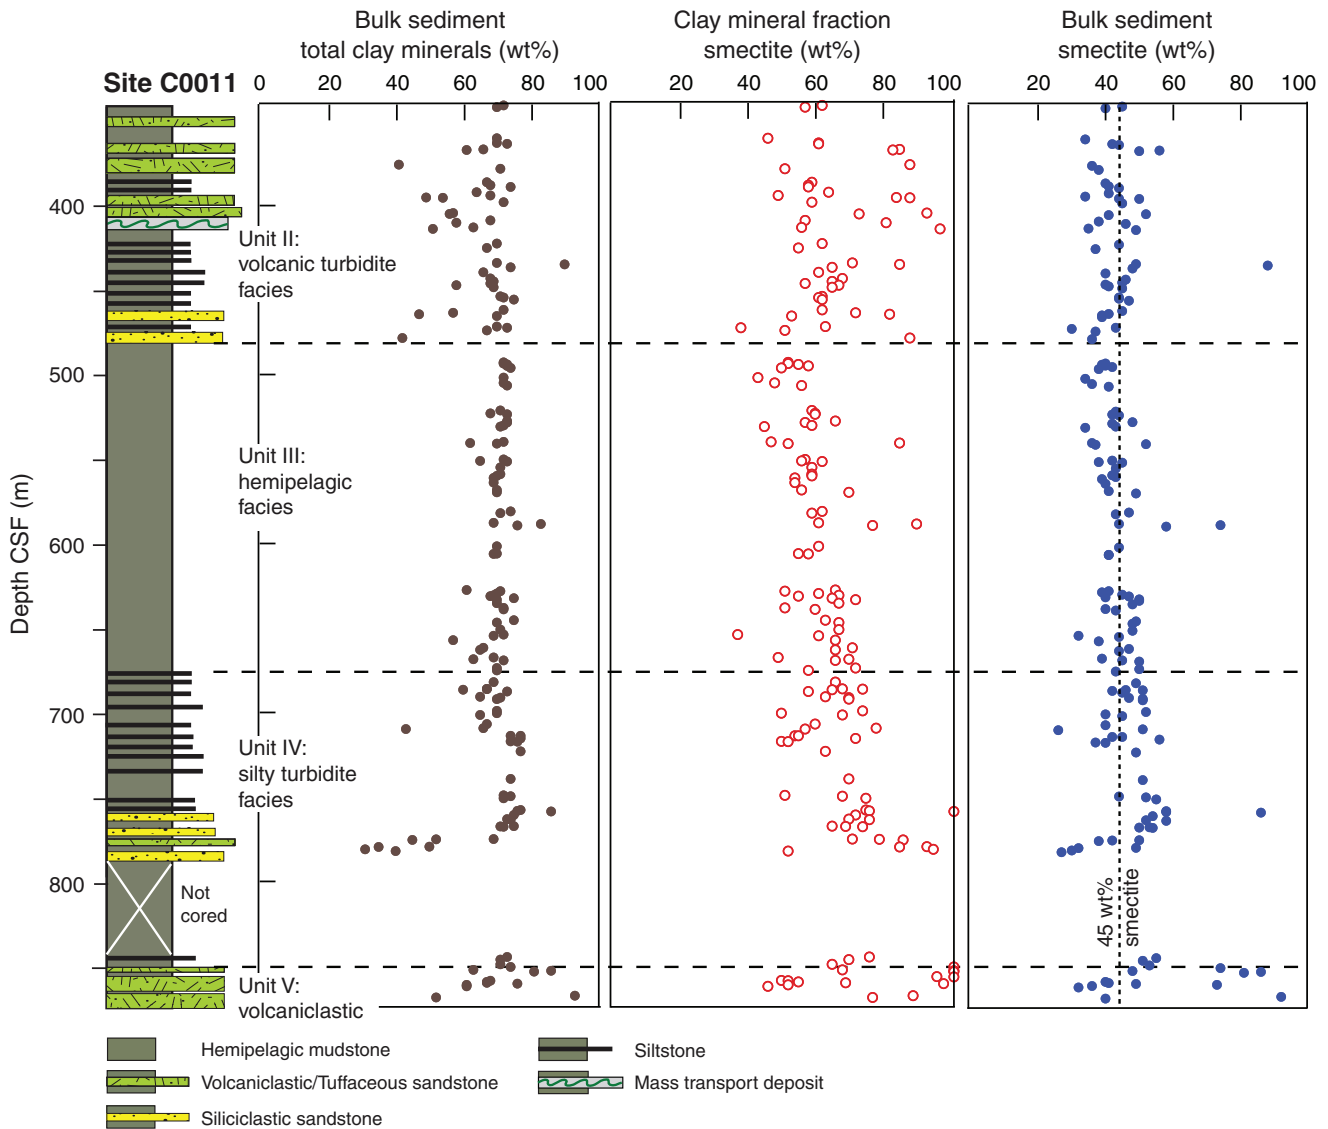 Bulk sediment
total clay minerals (wt%)
Clay mineral fraction
smectite (wt%)
Bulk sediment
smectite (wt%)
Site C0011
0 20 40 60 80 100
20 40 60 80 100
20 40 60 80 100
Depth CSF (m)
400
500
600
700
800
Unit II:
volcanic turbidite
facies
Unit III:
hemipelagic
facies
Unit IV:
silty turbidite
facies
Not
cored
45 wt%
smectite
Unit V:
volcaniclastic
Hemipelagic mudstone
Volcaniclastic/Tuffaceous sandstone
Siliciclastic sandstone
Siltstone
Mass transport deposit